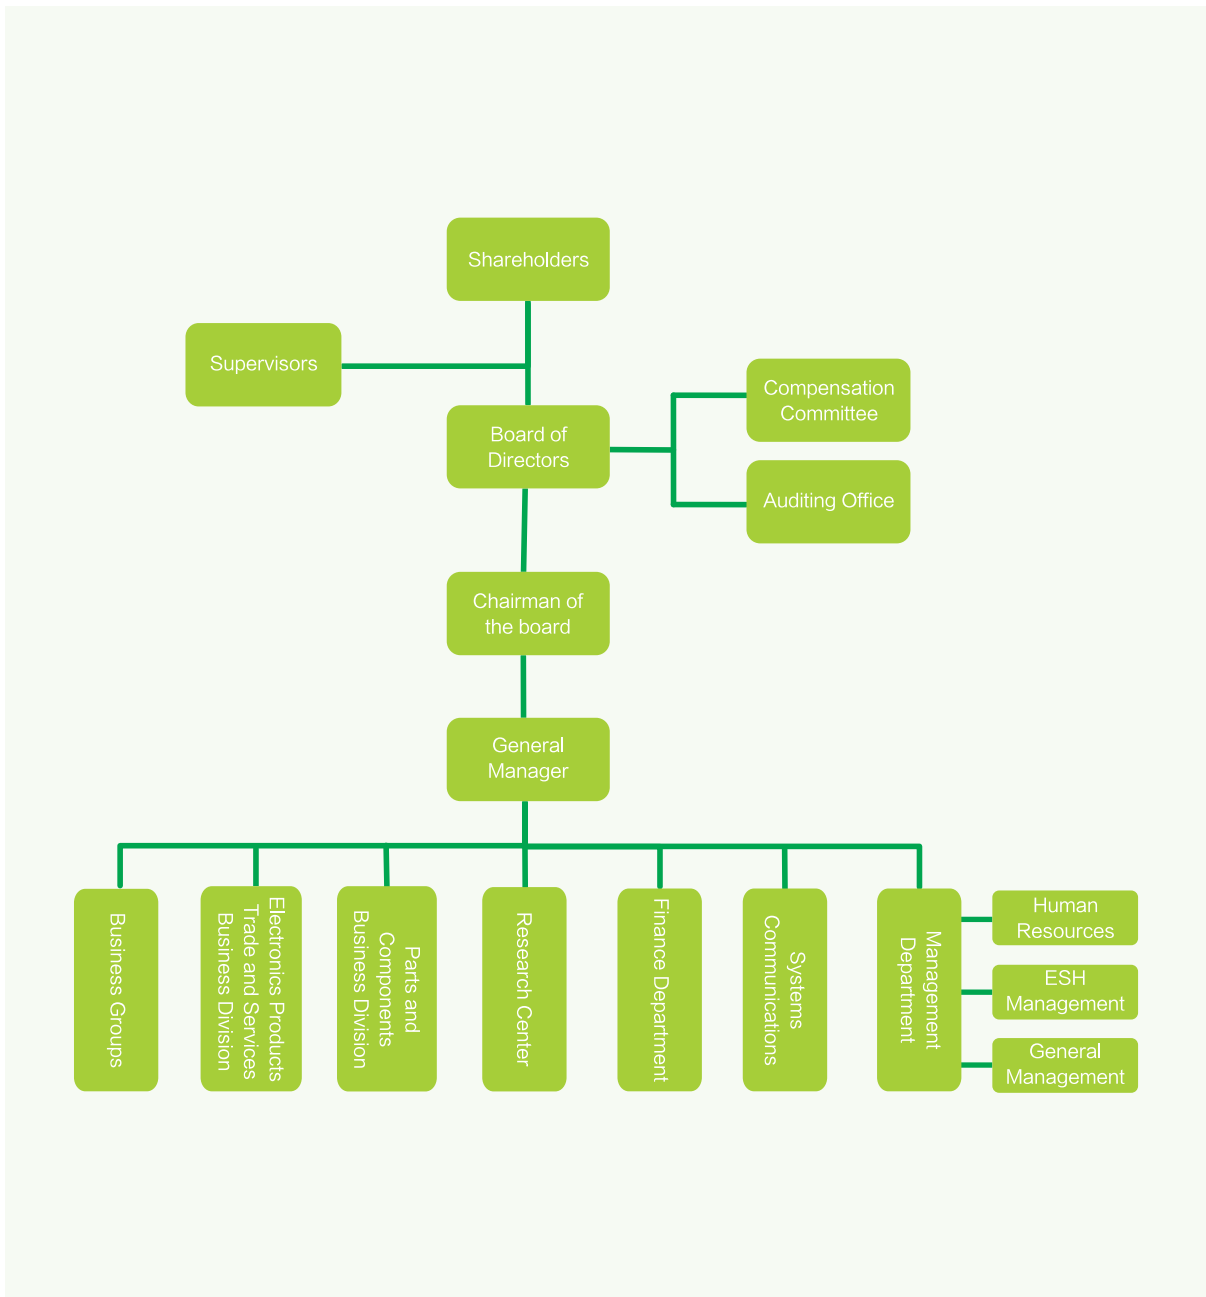 Shareholders
Supervisors
Compensation
Committee
Board of
Directors
Auditing Office
Chairman of
the board
General
Manager
Business Groups
Electronics Products
Trade and Services
Business Division
Parts and
Components
Business Division
Research Center
Finance Department
Systems
Communications
Management
Department
Human
Resources
ESH
Management
General
Management